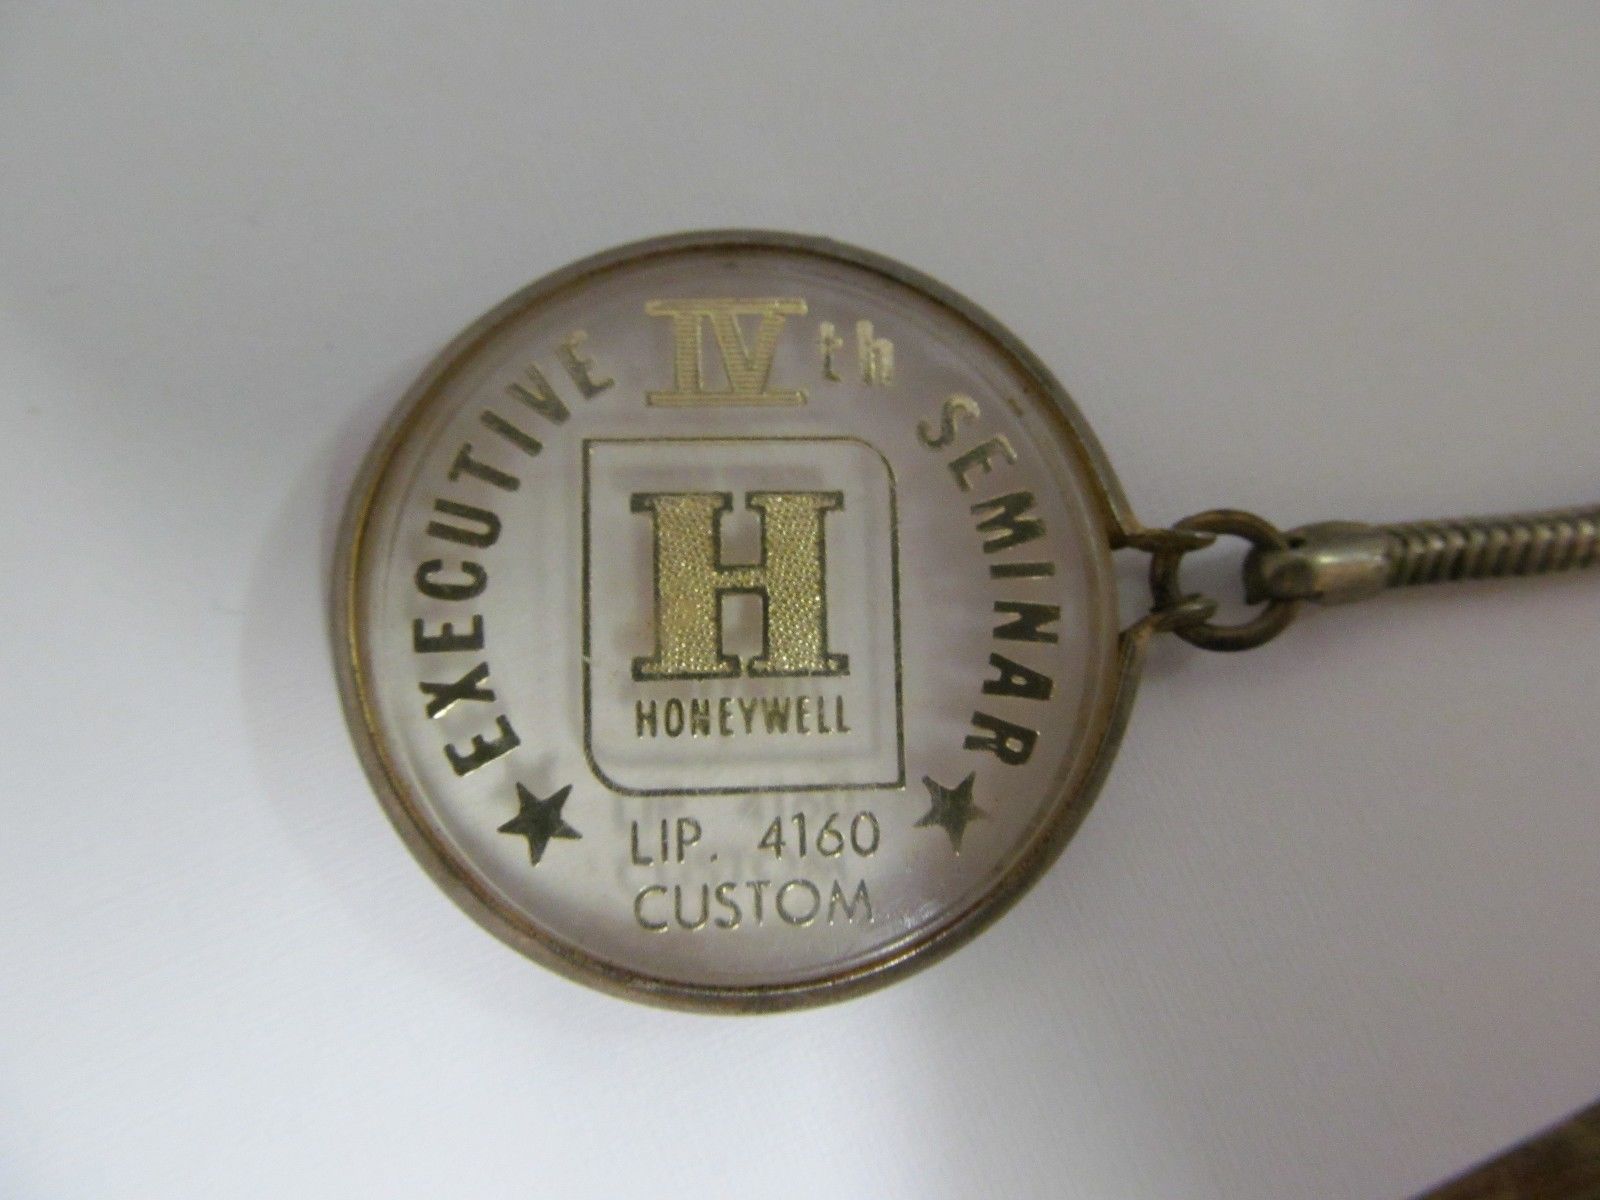 EXECUTIVE IVth SEMINAR
H
HONEYWELL
LIP. 4160
CUSTOM